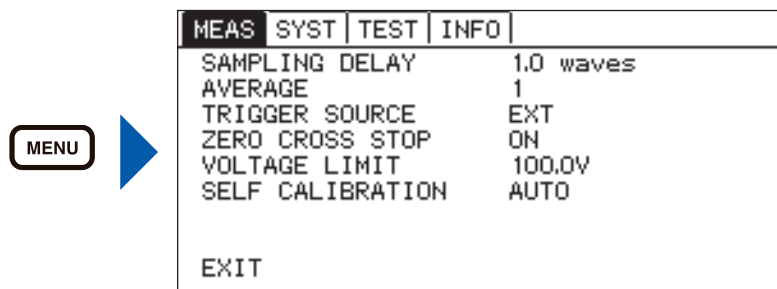 MENU
MEAS SYST TEST INFO
SAMPLING DELAY 1.0 waves
AVERAGE 1
TRIGGER SOURCE EXT
ZERO CROSS STOP ON
VOLTAGE LIMIT 100.0V
SELF CALIBRATION AUTO
EXIT